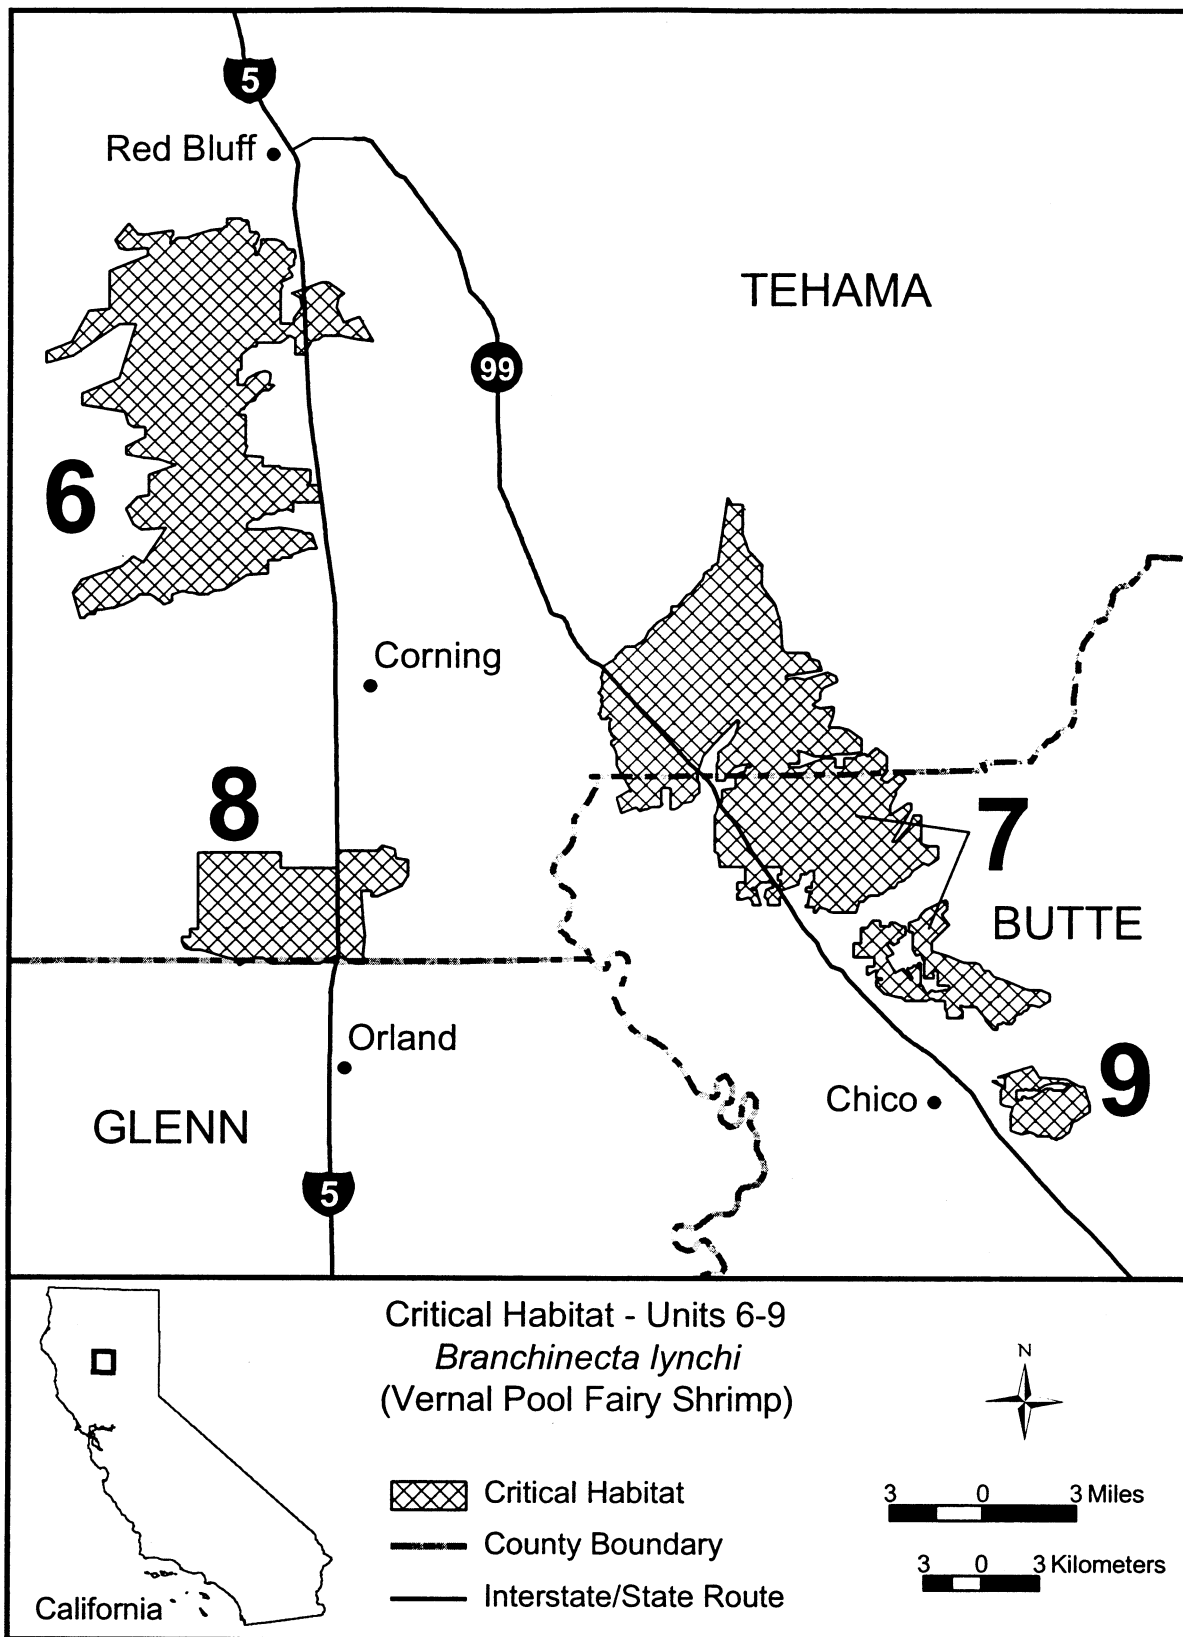 5
Red Bluff
TEHAMA
99
6
Corning
8
7
BUTTE
Orland
9
Chico
GLENN
5
Critical Habitat - Units 6-9
Branchinecta lynchi
(Vernal Pool Fairy Shrimp)
N
Critical Habitat
3 0 3 Miles
County Boundary
3 0 3 Kilometers
Interstate/State Route
California